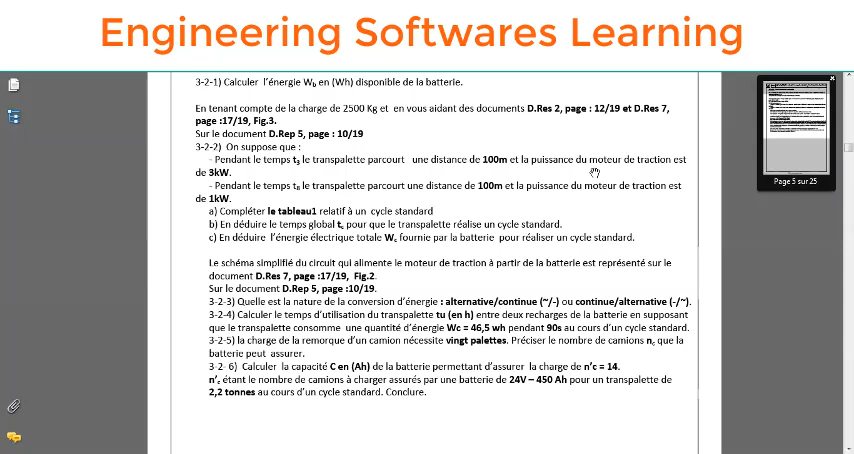 Engineering Softwares Learning
3-2-1) Calculer l'énergie Wb en (Wh) disponible de la batterie.
En tenant compte de la charge de 2500 Kg et en vous aidant des documents D.Res 2, page : 12/19 et D.Res 7,
page :17/19, Fig.3.
Sur le document D.Rep 5, page : 10/19
3-2-2) On suppose que :
- Pendant le temps t3 le transpalette parcourt une distance de 100m et la puissance du moteur de traction est
de 3kW.
- Pendant le temps t8 le transpalette parcourt une distance de 100m et la puissance du moteur de traction est
de 1kW.
a) Compléter le tableau1 relatif à un cycle standard
b) En déduire le temps global tc pour que le transpalette réalise un cycle standard.
c) En déduire l'énergie électrique totale Wc fournie par la batterie pour réaliser un cycle standard.
Le schéma simplifié du circuit qui alimente le moteur de traction à partir de la batterie est représenté sur le
document D.Res 7, page :17/19, Fig.2.
Sur le document D.Rep 5, page :10/19.
3-2-3) Quelle est la nature de la conversion d'énergie : alternative/continue (~/-) ou continue/alternative (-/~).
3-2-4) Calculer le temps d'utilisation du transpalette tu (en h) entre deux recharges de la batterie en supposant
que le transpalette consomme une quantité d'énergie Wc = 46,5 wh pendant 90s au cours d'un cycle standard.
3-2-5) la charge de la remorque d'un camion nécessite vingt palettes. Préciser le nombre de camions nc que la
batterie peut assurer.
3-2- 6) Calculer la capacité C en (Ah) de la batterie permettant d'assurer la charge de n'c = 14.
n'c étant le nombre de camions à charger assurés par une batterie de 24V – 450 Ah pour un transpalette de
2,2 tonnes au cours d'un cycle standard. Conclure.
Page 5 sur 25